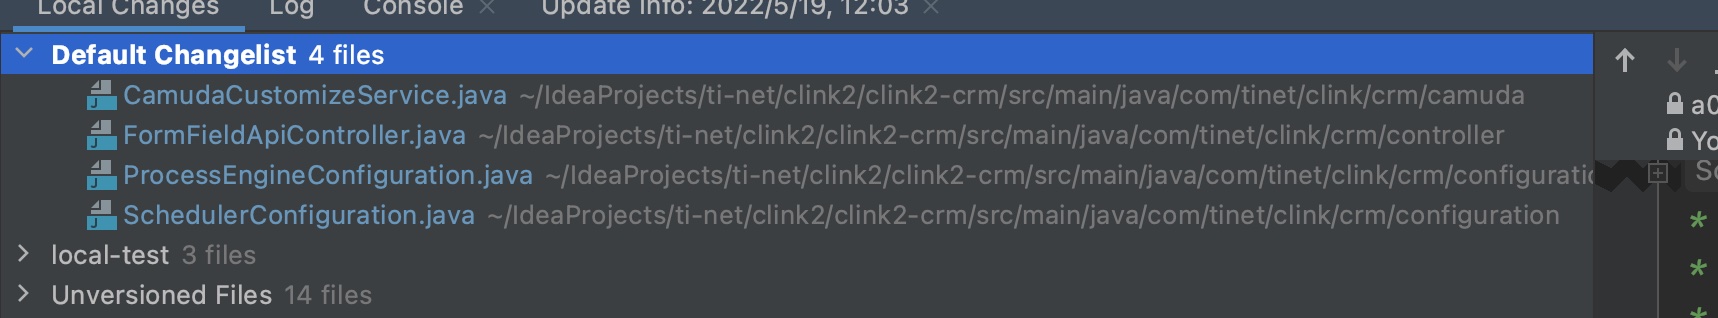 Local Changes Log Console Update Info: 2022/5/19, 12:03
Default Changelist 4 files
CamudaCustomizeService.java ~/IdeaProjects/ti-net/clink2/clink2-crm/src/main/java/com/tinet/clink/crm/camuda
FormFieldApiController.java ~/IdeaProjects/ti-net/clink2/clink2-crm/src/main/java/com/tinet/clink/crm/controller
ProcessEngineConfiguration.java ~/IdeaProjects/ti-net/clink2/clink2-crm/src/main/java/com/tinet/clink/crm/configuratio
SchedulerConfiguration.java ~/IdeaProjects/ti-net/clink2/clink2-crm/src/main/java/com/tinet/clink/crm/configuration
local-test 3 files
Unversioned Files 14 files
a0
Yo
*
*
*